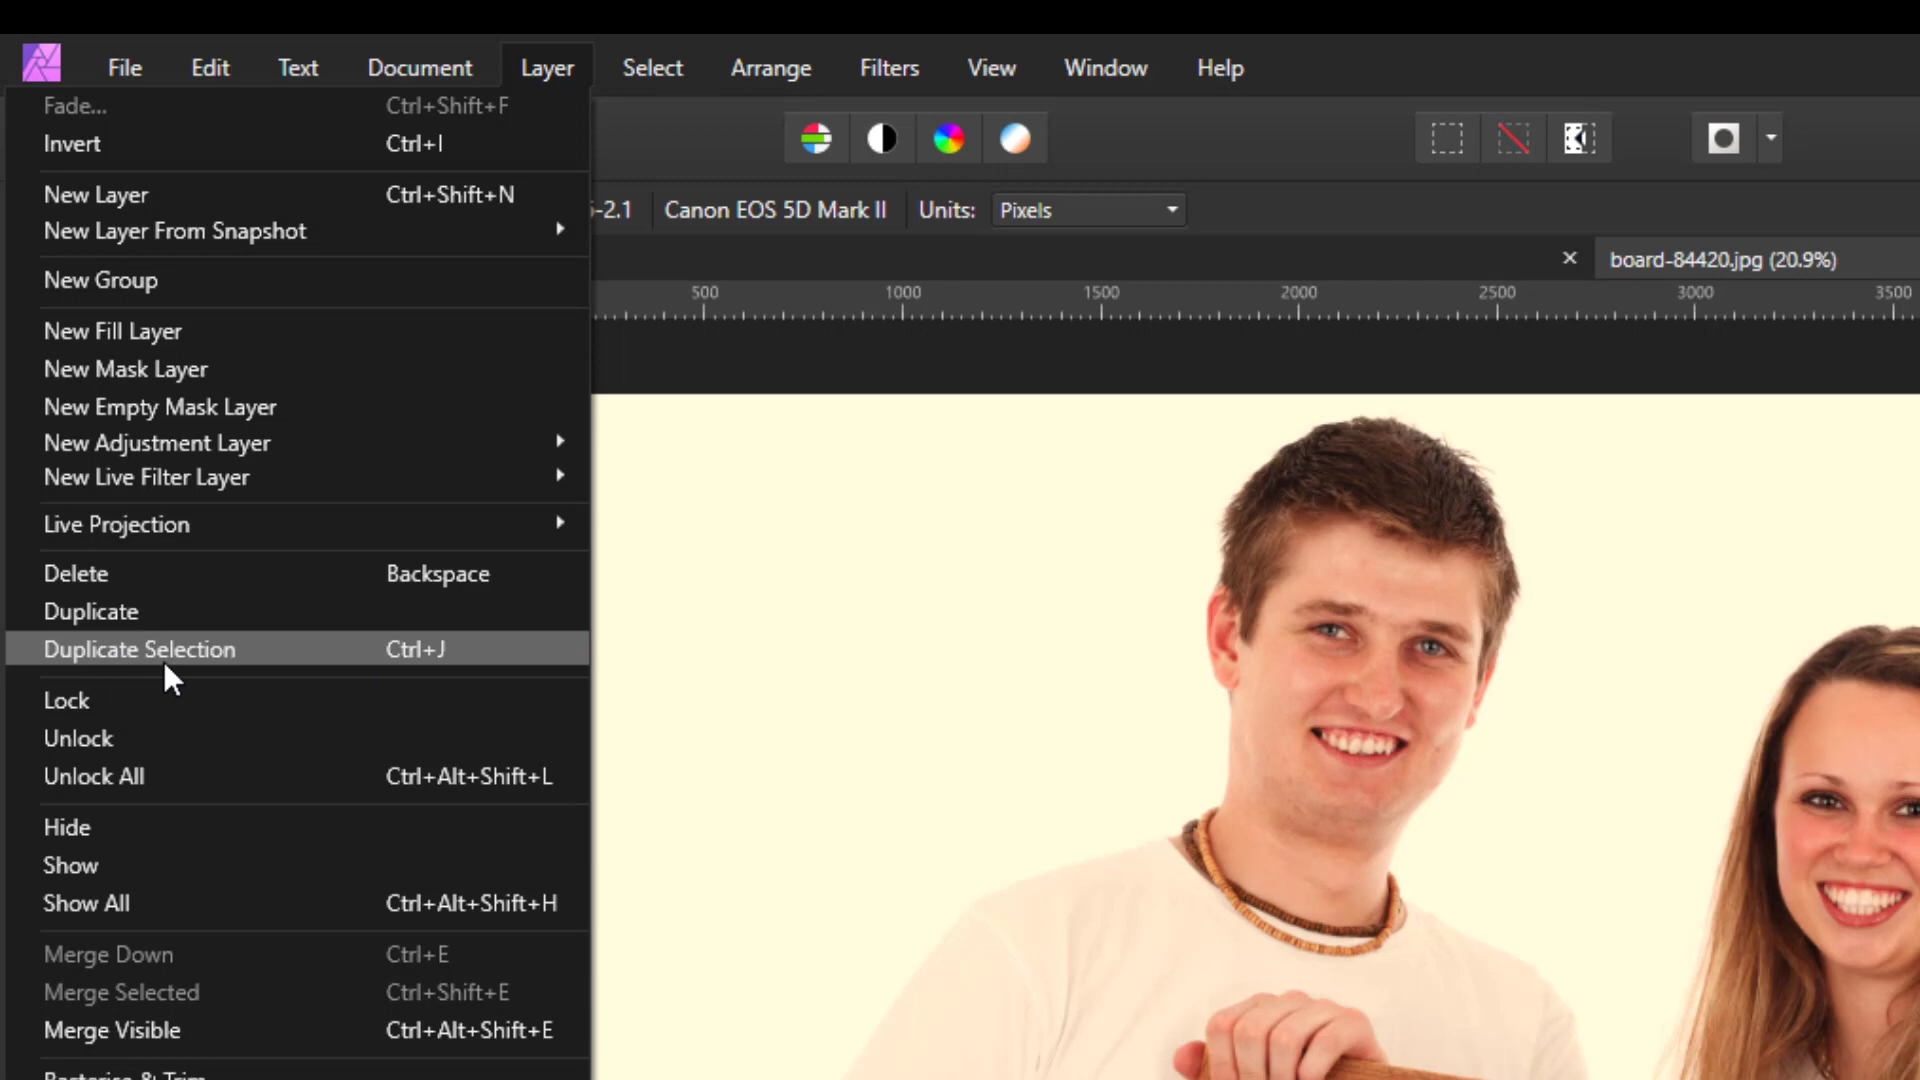 File Edit Text Document Layer Select Arrange Filters View Window Help
Fade... Ctrl+Shift+F
Invert Ctrl+I
New Layer Ctrl+Shift+N
New Layer From Snapshot
-2.1 Canon EOS 5D Mark II Units: Pixels
board-84420.jpg (20.9%)
New Group
500 1000 1500 2000 2500 3000 3500
New Fill Layer
New Mask Layer
New Empty Mask Layer
New Adjustment Layer
New Live Filter Layer
Live Projection
Delete Backspace
Duplicate
Duplicate Selection Ctrl+J
Lock
Unlock
Unlock All Ctrl+Alt+Shift+L
Hide
Show
Show All Ctrl+Alt+Shift+H
Merge Down Ctrl+E
Merge Selected Ctrl+Shift+E
Merge Visible Ctrl+Alt+Shift+E
Rasterise & Trim